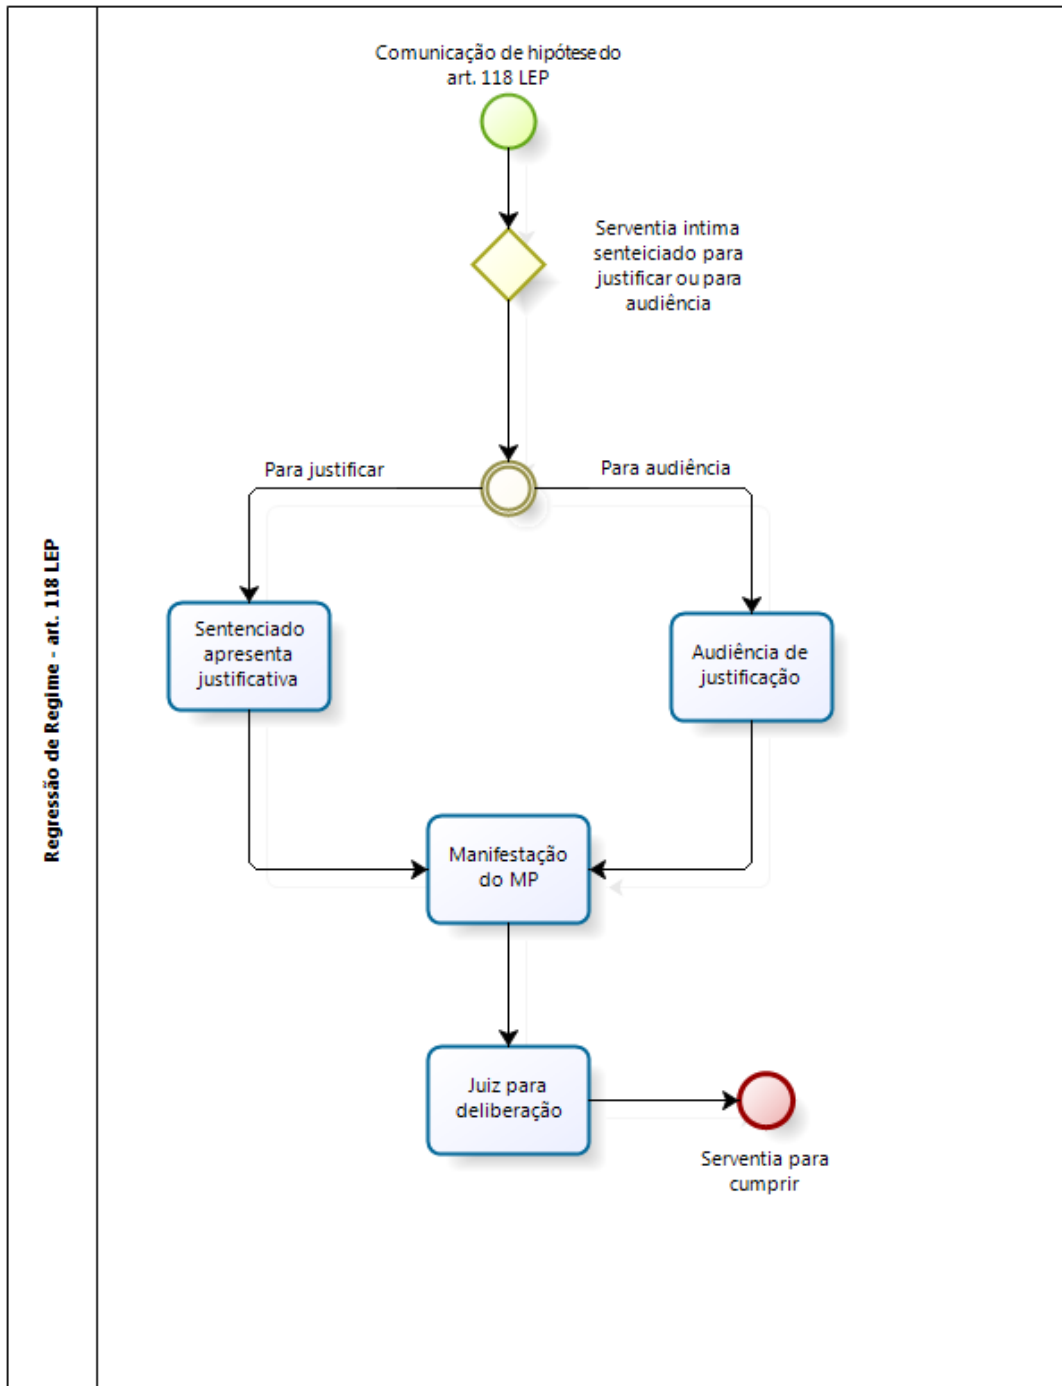 Comunicação de hipótese do
art. 118 LEP
Serventia intima
senteiciado para
justificar ou para
audiência
Para justificar
Para audiência
Sentenciado
apresenta
justificativa
Audiência de
justificação
Regressão de Regime - art. 118 LEP
Manifestação
do MP
Juiz para
deliberação
Serventia para
cumprir